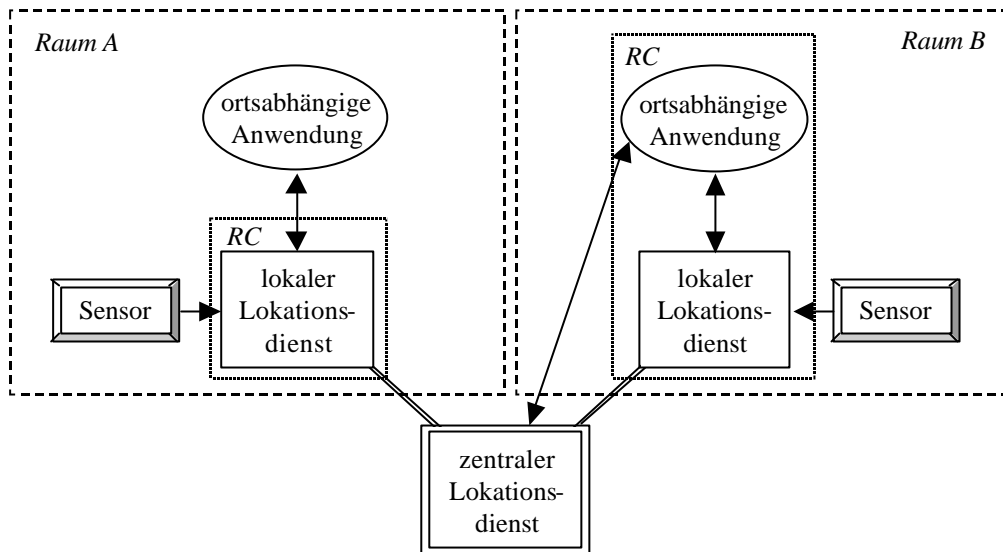 Raum A
ortsabhängige
Anwendung
RC
Sensor
lokaler
Lokations-
dienst
Raum B
RC
ortsabhängige
Anwendung
lokaler
Lokations-
dienst
Sensor
zentraler
Lokations-
dienst